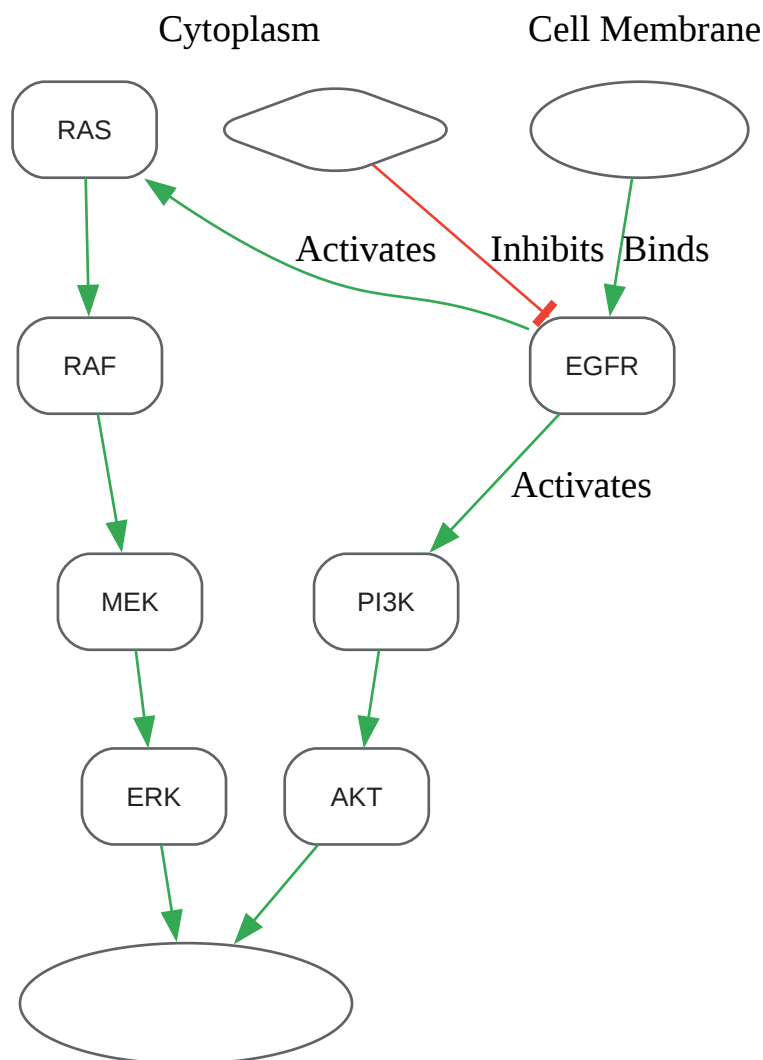 Cytoplasm
Cell Membrane
RAS
Activates
Inhibits
Binds
RAF
EGFR
Activates
MEK
PI3K
ERK
AKT